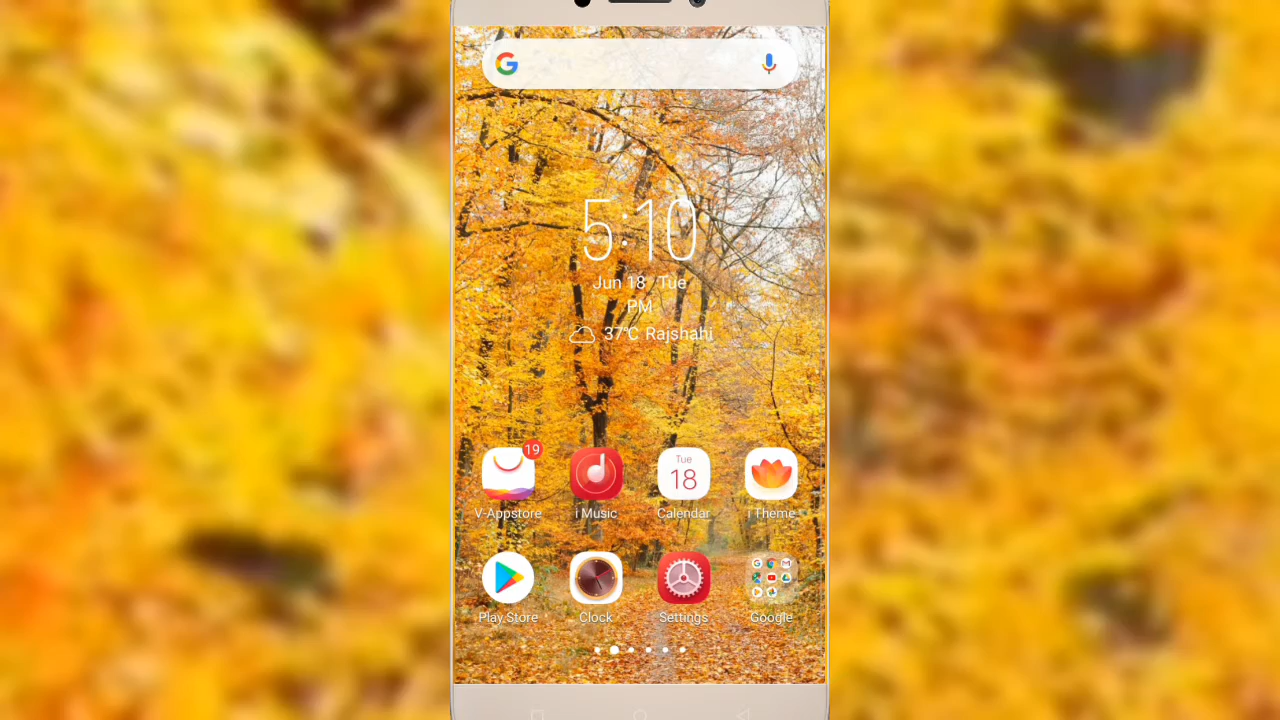 5:10
Jun 18 Tue
PM
37℃ Rajshahi
19
Tue
18
V-Appstore
i Music
Calendar
i Theme
Play Store
Clock
Settings
Google